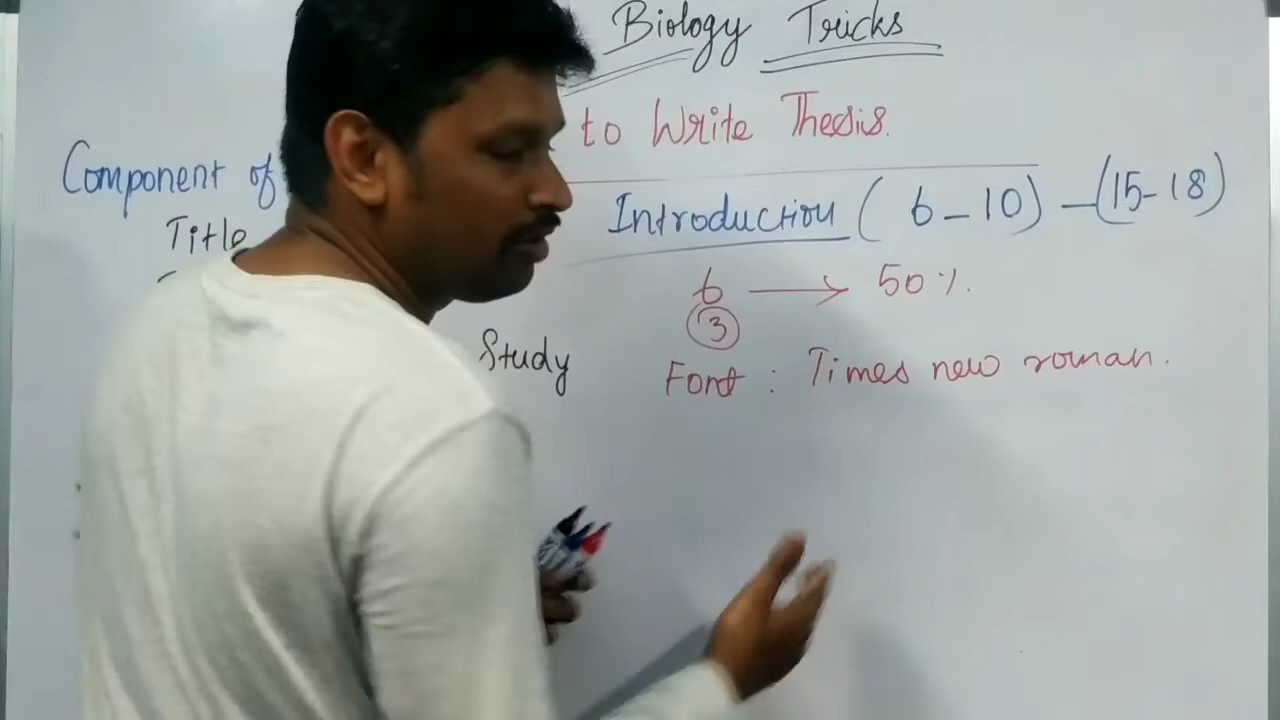 Biology Tricks
to Write Thesis.
Component of
Title
Study
Introduction ( 6 - 10) - (15 - 18)
6 → 50 %.
3
Font : Times new roman.